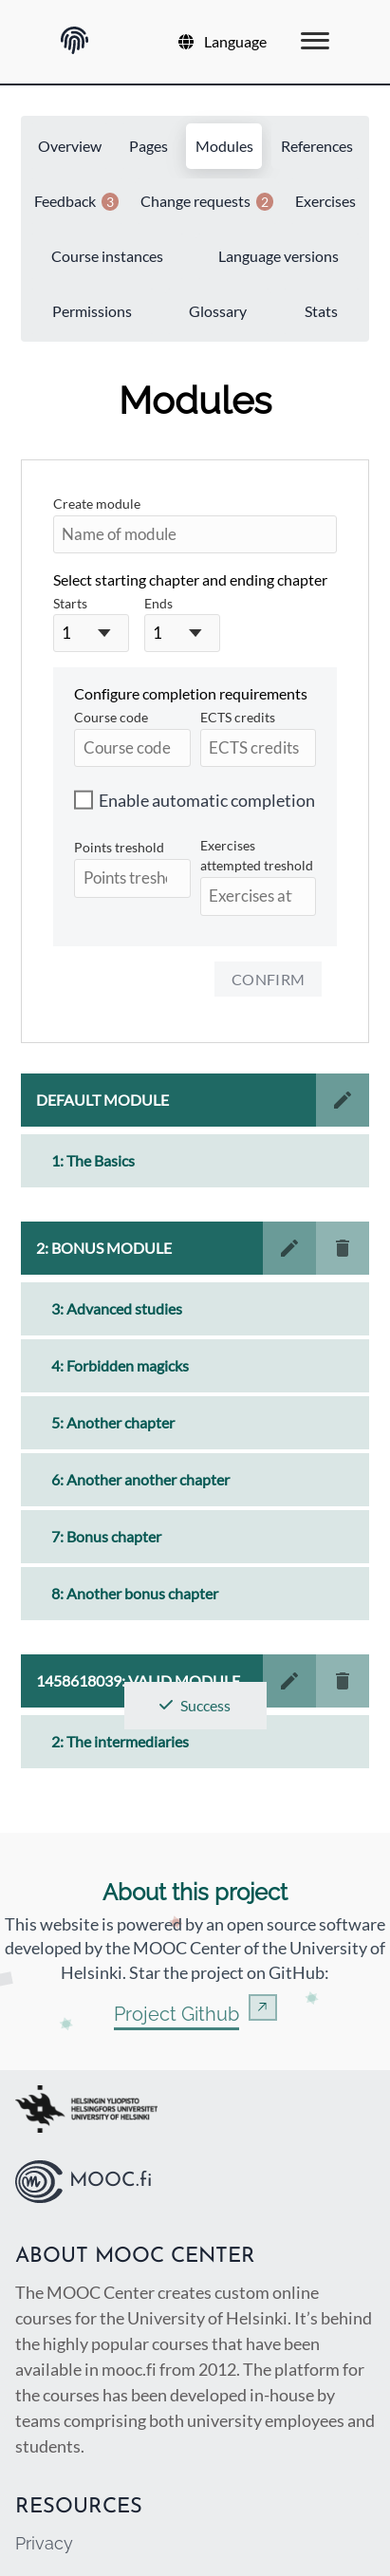 Language
Overview Pages Modules References
Feedback 3 Change requests 2 Exercises
Course instances Language versions
Permissions Glossary Stats
Modules
Create module
Name of module
Select starting chapter and ending chapter
Starts Ends
1 1
Configure completion requirements
Course code ECTS credits
Course code ECTS credits
Enable automatic completion
Points treshold Exercises attempted treshold
Points tresh Exercises at
CONFIRM
DEFAULT MODULE
1: The Basics
2: BONUS MODULE
3: Advanced studies
4: Forbidden magicks
5: Another chapter
6: Another another chapter
7: Bonus chapter
8: Another bonus chapter
1458618039: VALID MODULE
Success
2: The intermediaries
About this project
This website is powered by an open source software
developed by the MOOC Center of the University of
Helsinki. Star the project on GitHub:
Project Github
HELSINGIN YLIOPISTO
HELSINGFORS UNIVERSITET
UNIVERSITY OF HELSINKI
MOOC.fi
ABOUT MOOC CENTER
The MOOC Center creates custom online
courses for the University of Helsinki. It’s behind
the highly popular courses that have been
available in mooc.fi from 2012. The platform for
the courses has been developed in-house by
teams comprising both university employees and
students.
RESOURCES
Privacy